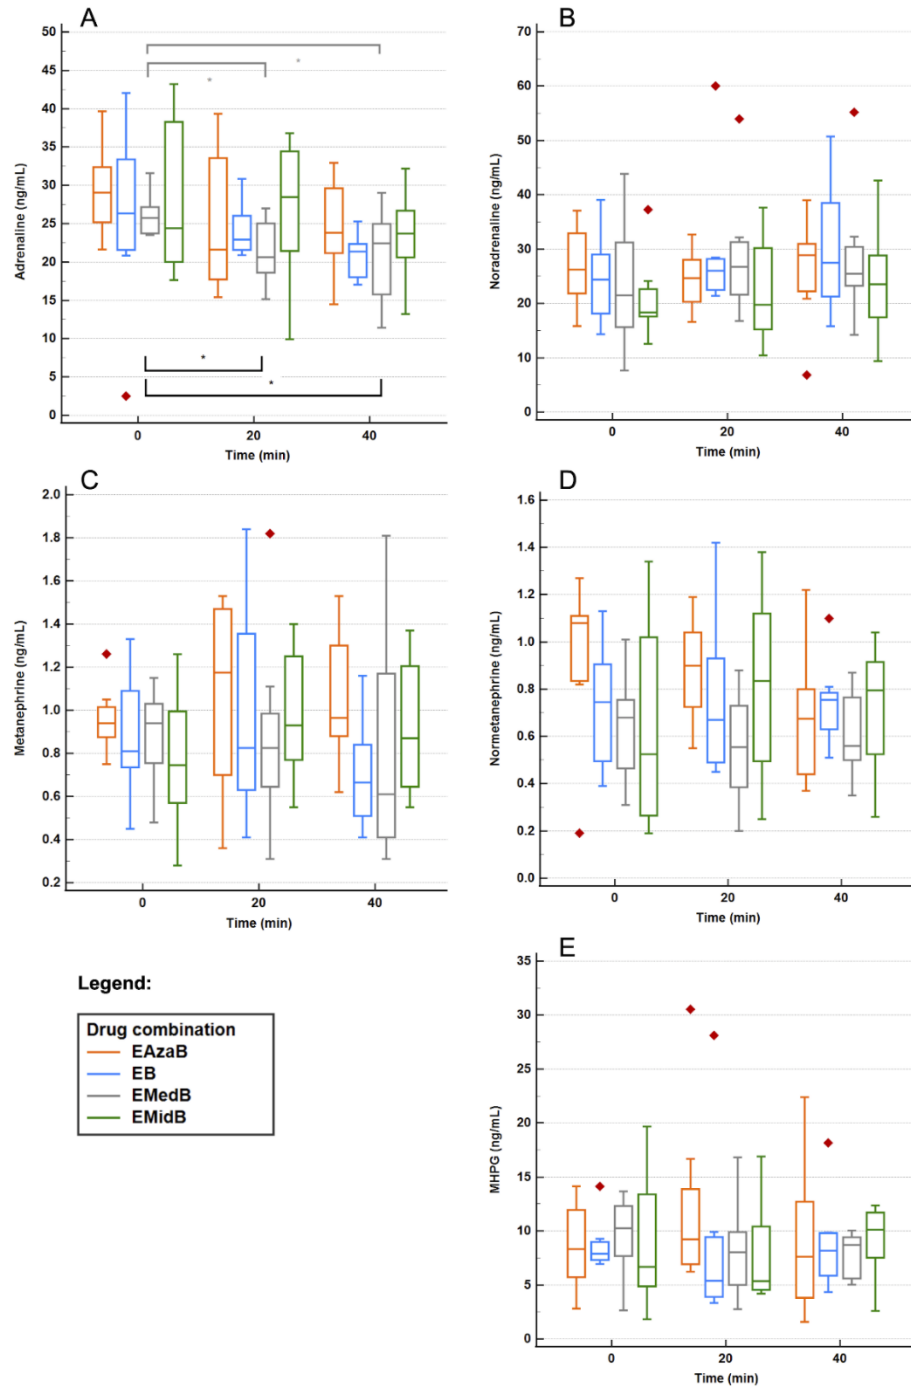 A
50
45
40
35
30
25
20
15
10
5
0
Adrenaline (ng/mL)
*
*
*
*
0 20 40
Time (min)
B
70
60
50
40
30
20
10
0
Noradrenaline (ng/mL)
0 20 40
Time (min)
C
2.0
1.8
1.6
1.4
1.2
1.0
0.8
0.6
0.4
0.2
Metanephrine (ng/mL)
0 20 40
Time (min)
D
1.6
1.4
1.2
1.0
0.8
0.6
0.4
0.2
0.0
Normetanephrine (ng/mL)
0 20 40
Time (min)
Legend:
Drug combination
EAzaB
EB
EMedB
EMidB
E
35
30
25
20
15
10
5
0
MHPG (ng/mL)
0 20 40
Time (min)